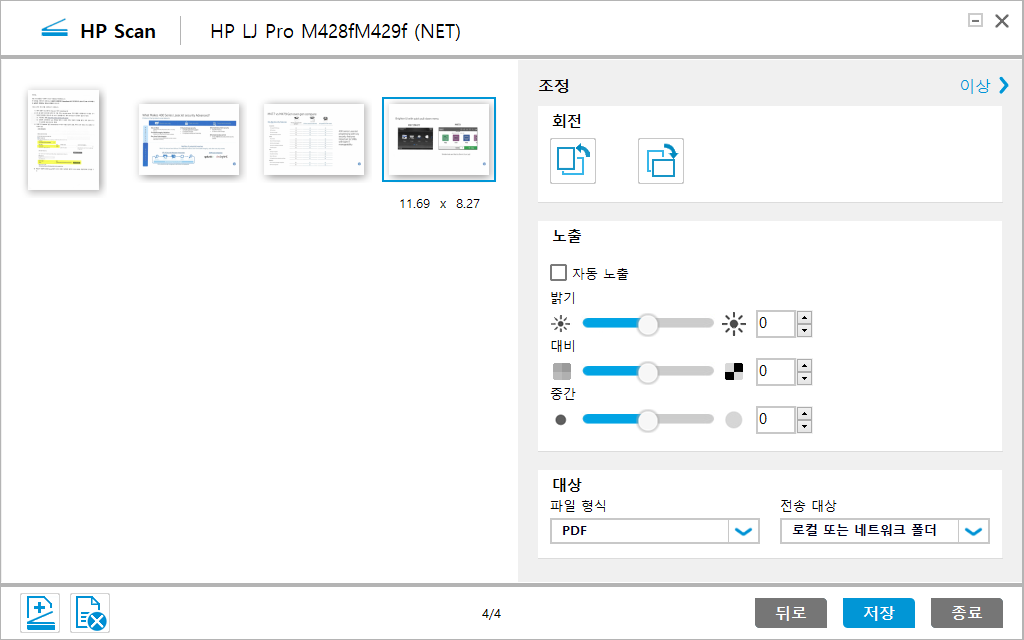 HP Scan
HP LJ Pro M428fM429f (NET)
11.69 x 8.27
조정
이상
회전
노출
자동 노출
밝기
0
대비
0
중간
0
대상
파일 형식
전송 대상
PDF
로컬 또는 네트워크 폴더
4/4
뒤로
저장
종료